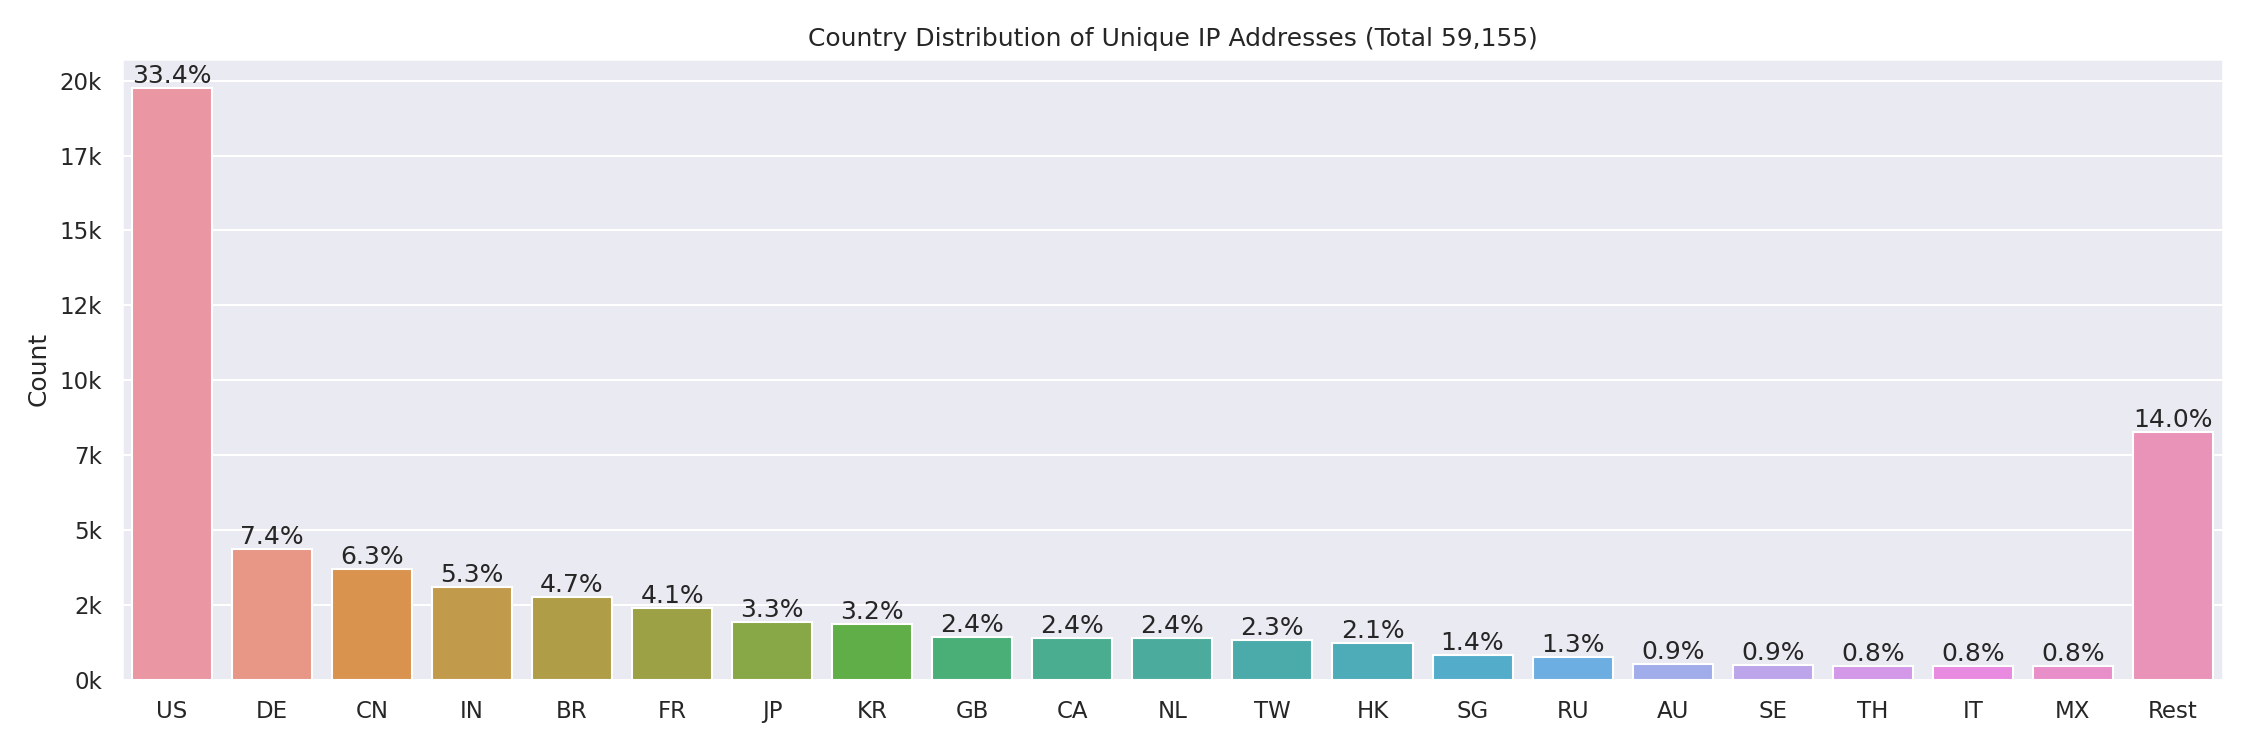 Country Distribution of Unique IP Addresses (Total 59,155)
Count
20k
17k
15k
12k
10k
7k
5k
2k
0k
33.4%
7.4%
6.3%
5.3%
4.7%
4.1%
3.3%
3.2%
2.4%
2.4%
2.4%
2.3%
2.1%
1.4%
1.3%
0.9%
0.9%
0.8%
0.8%
0.8%
14.0%
US DE CN IN BR FR JP KR GB CA NL TW HK SG RU AU SE TH IT MX Rest